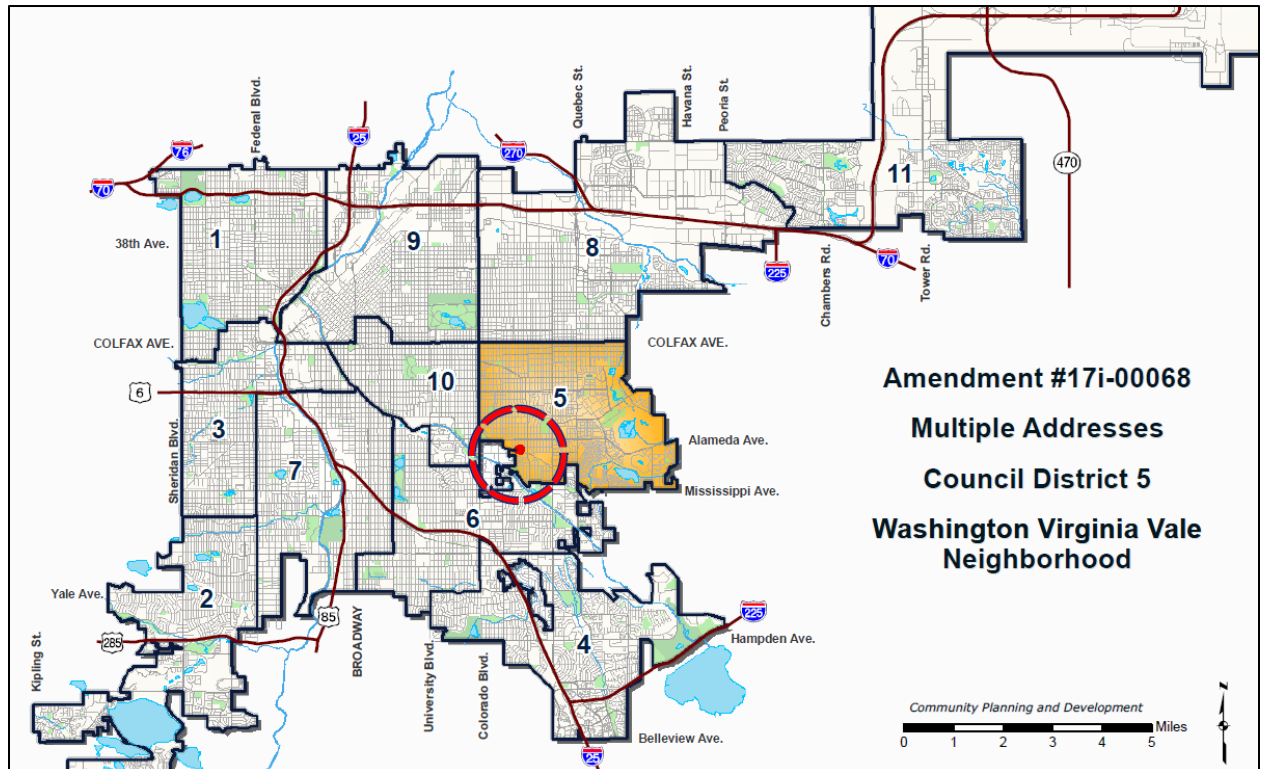 Federal Blvd.
Quebec St.
Havana St.
Peoria St.
76
25
270
70
470
11
38th Ave.
1
9
8
225
70
Chambers Rd.
Tower Rd.
COLFAX AVE.
COLFAX AVE.
6
10
5
Sheridan Blvd.
3
7
Alameda Ave.
Mississippi Ave.
6
Amendment #17i-00068
Multiple Addresses
Council District 5
Washington Virginia Vale
Neighborhood
Yale Ave.
2
85
BROADWAY
285
Kipling St.
University Blvd.
Colorado Blvd.
4
225
Hampden Ave.
Belleview Ave.
25
Community Planning and Development
Miles
0 1 2 3 4 5
z